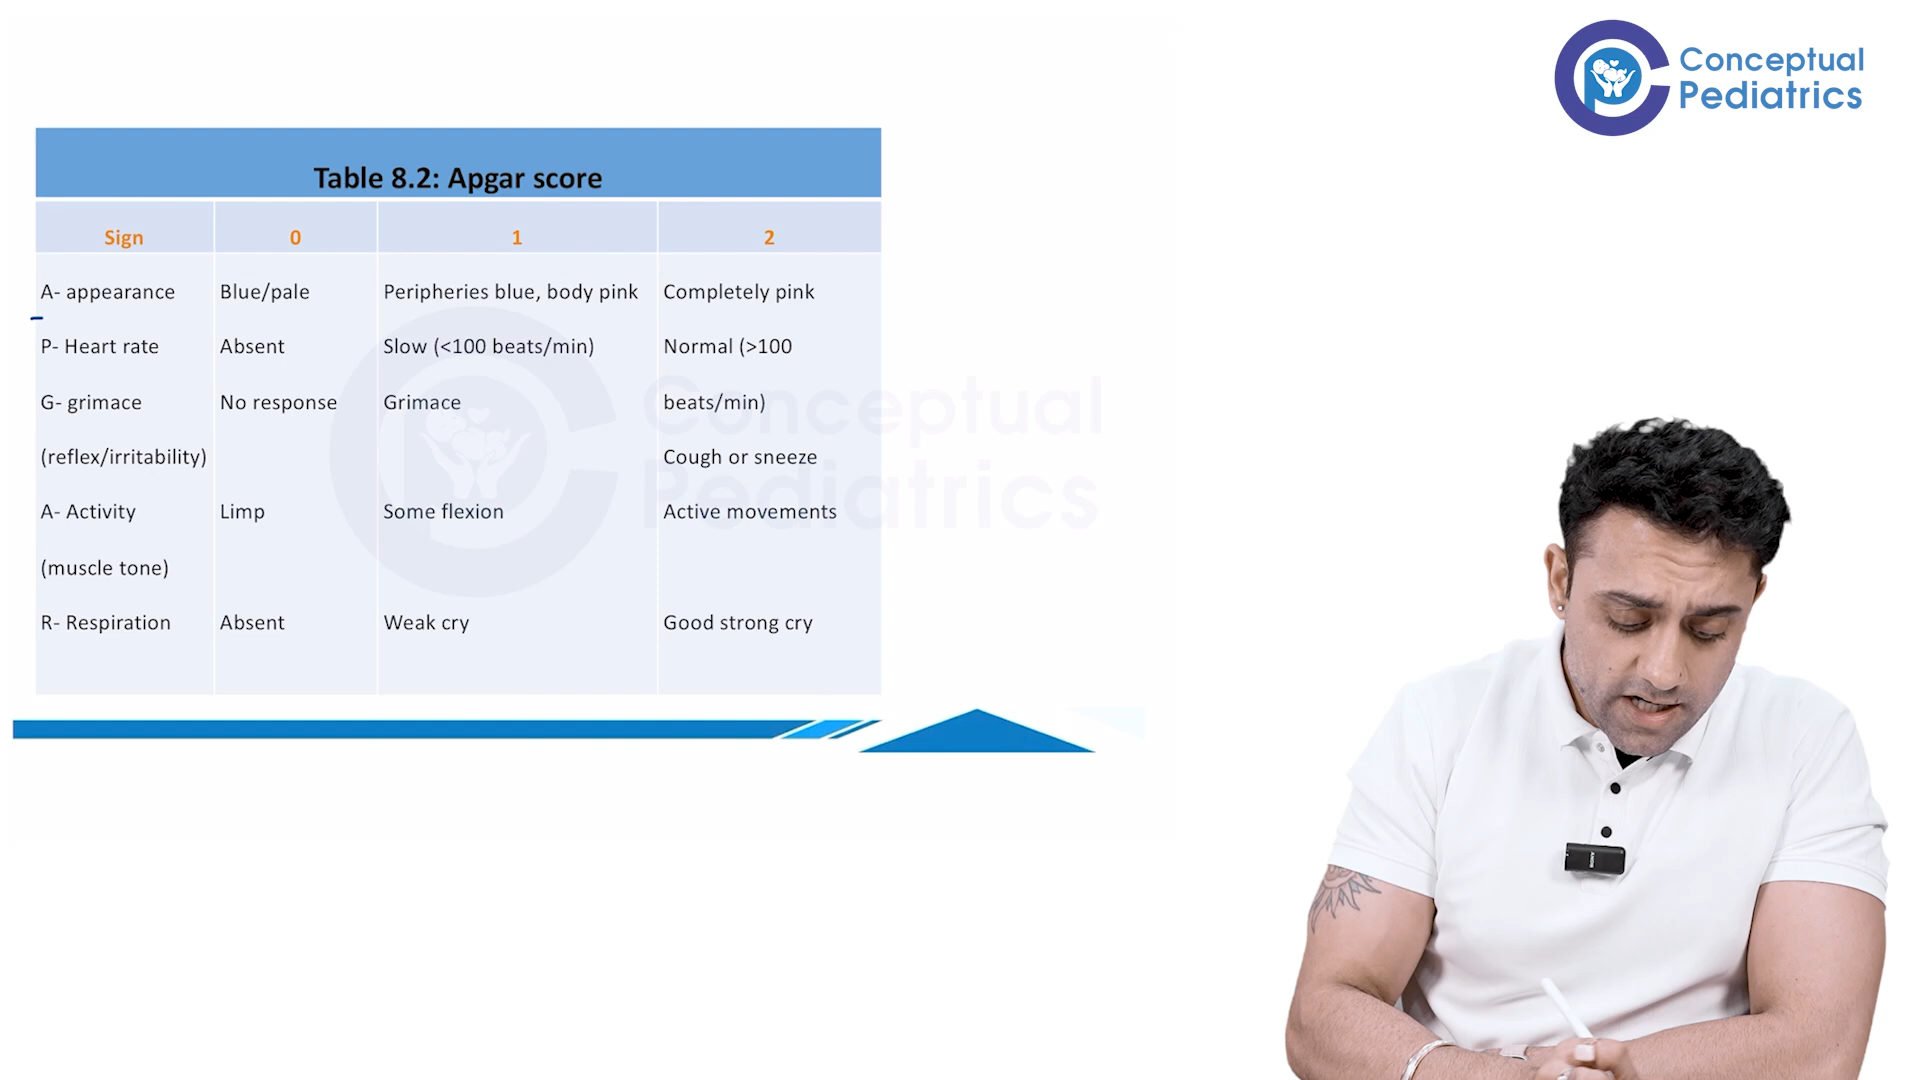 Conceptual
Pediatrics
Table 8.2: Apgar score
Sign 0 1 2
A- appearance Blue/pale Peripheries blue, body pink Completely pink
P- Heart rate Absent Slow (<100 beats/min) Normal (>100
G- grimace No response Grimace beats/min)
(reflex/irritability) Cough or sneeze
A- Activity Limp Some flexion Active movements
(muscle tone)
R- Respiration Absent Weak cry Good strong cry
Conceptual
Pediatrics